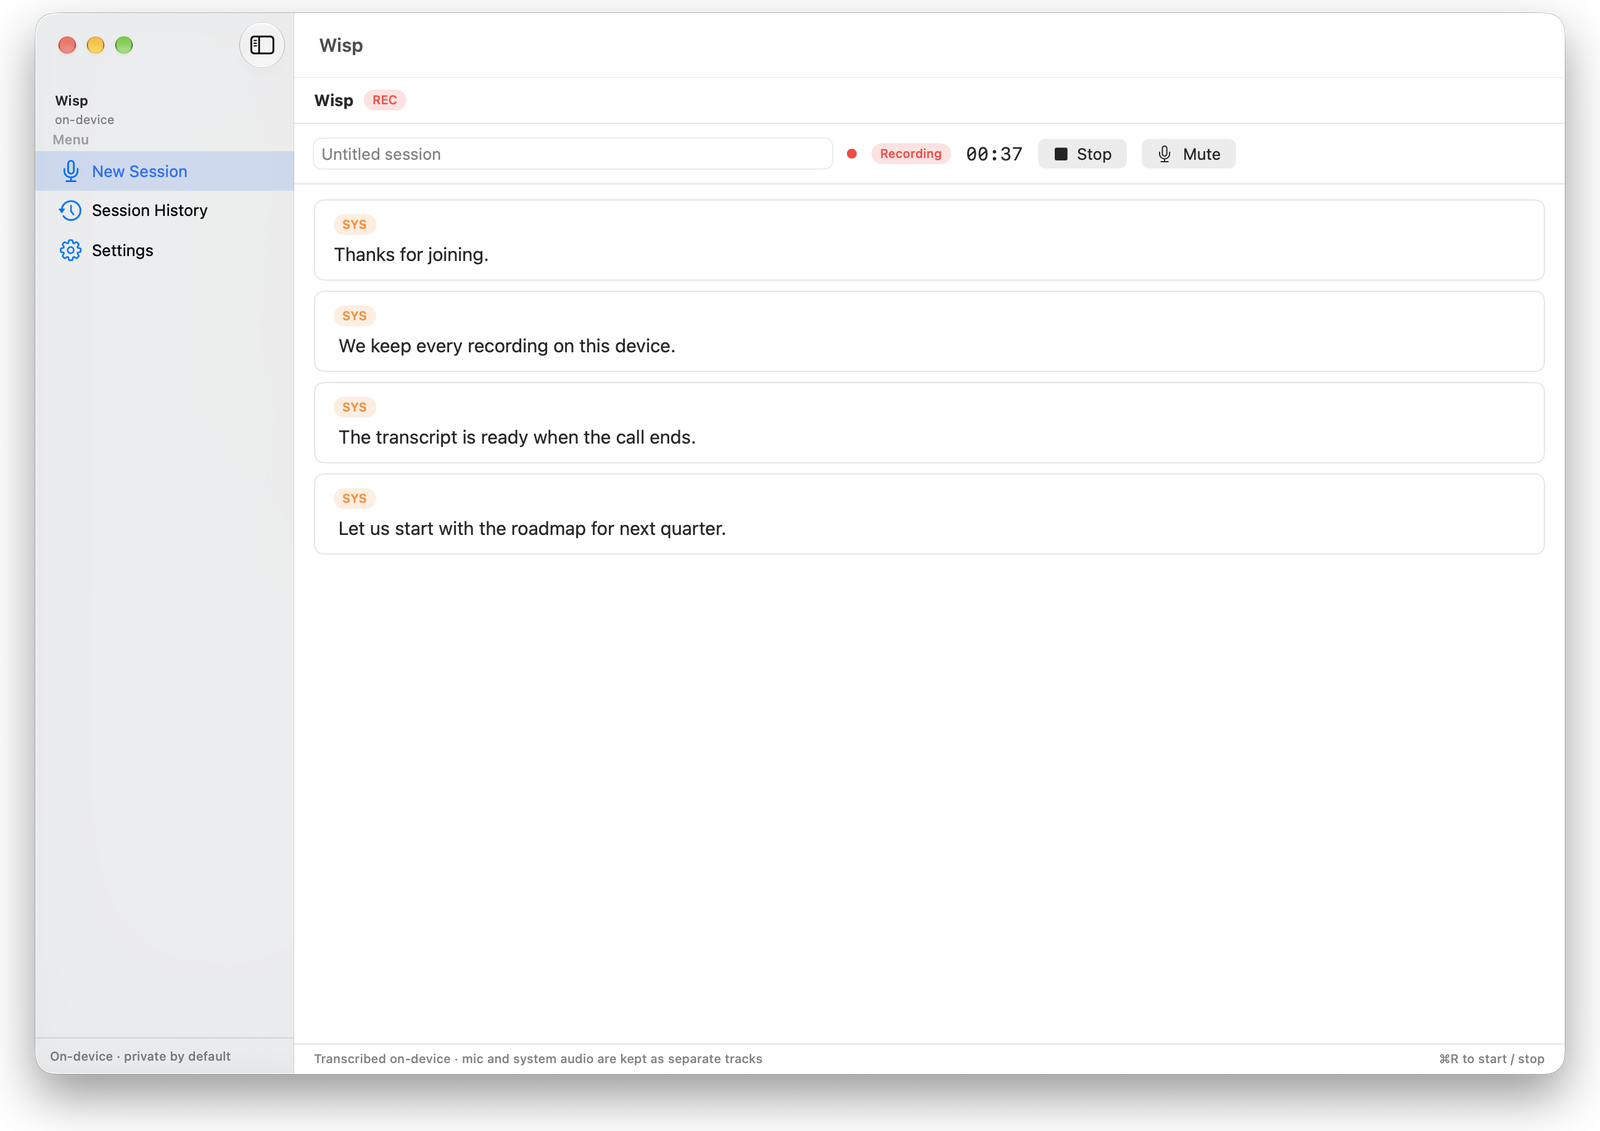 Wisp
Wisp
on-device
Menu
New Session
Session History
Settings
On-device · private by default
Wisp REC
Untitled session
Recording 00:37 Stop Mute
SYS
Thanks for joining.
SYS
We keep every recording on this device.
SYS
The transcript is ready when the call ends.
SYS
Let us start with the roadmap for next quarter.
Transcribed on-device · mic and system audio are kept as separate tracks
⌘R to start / stop